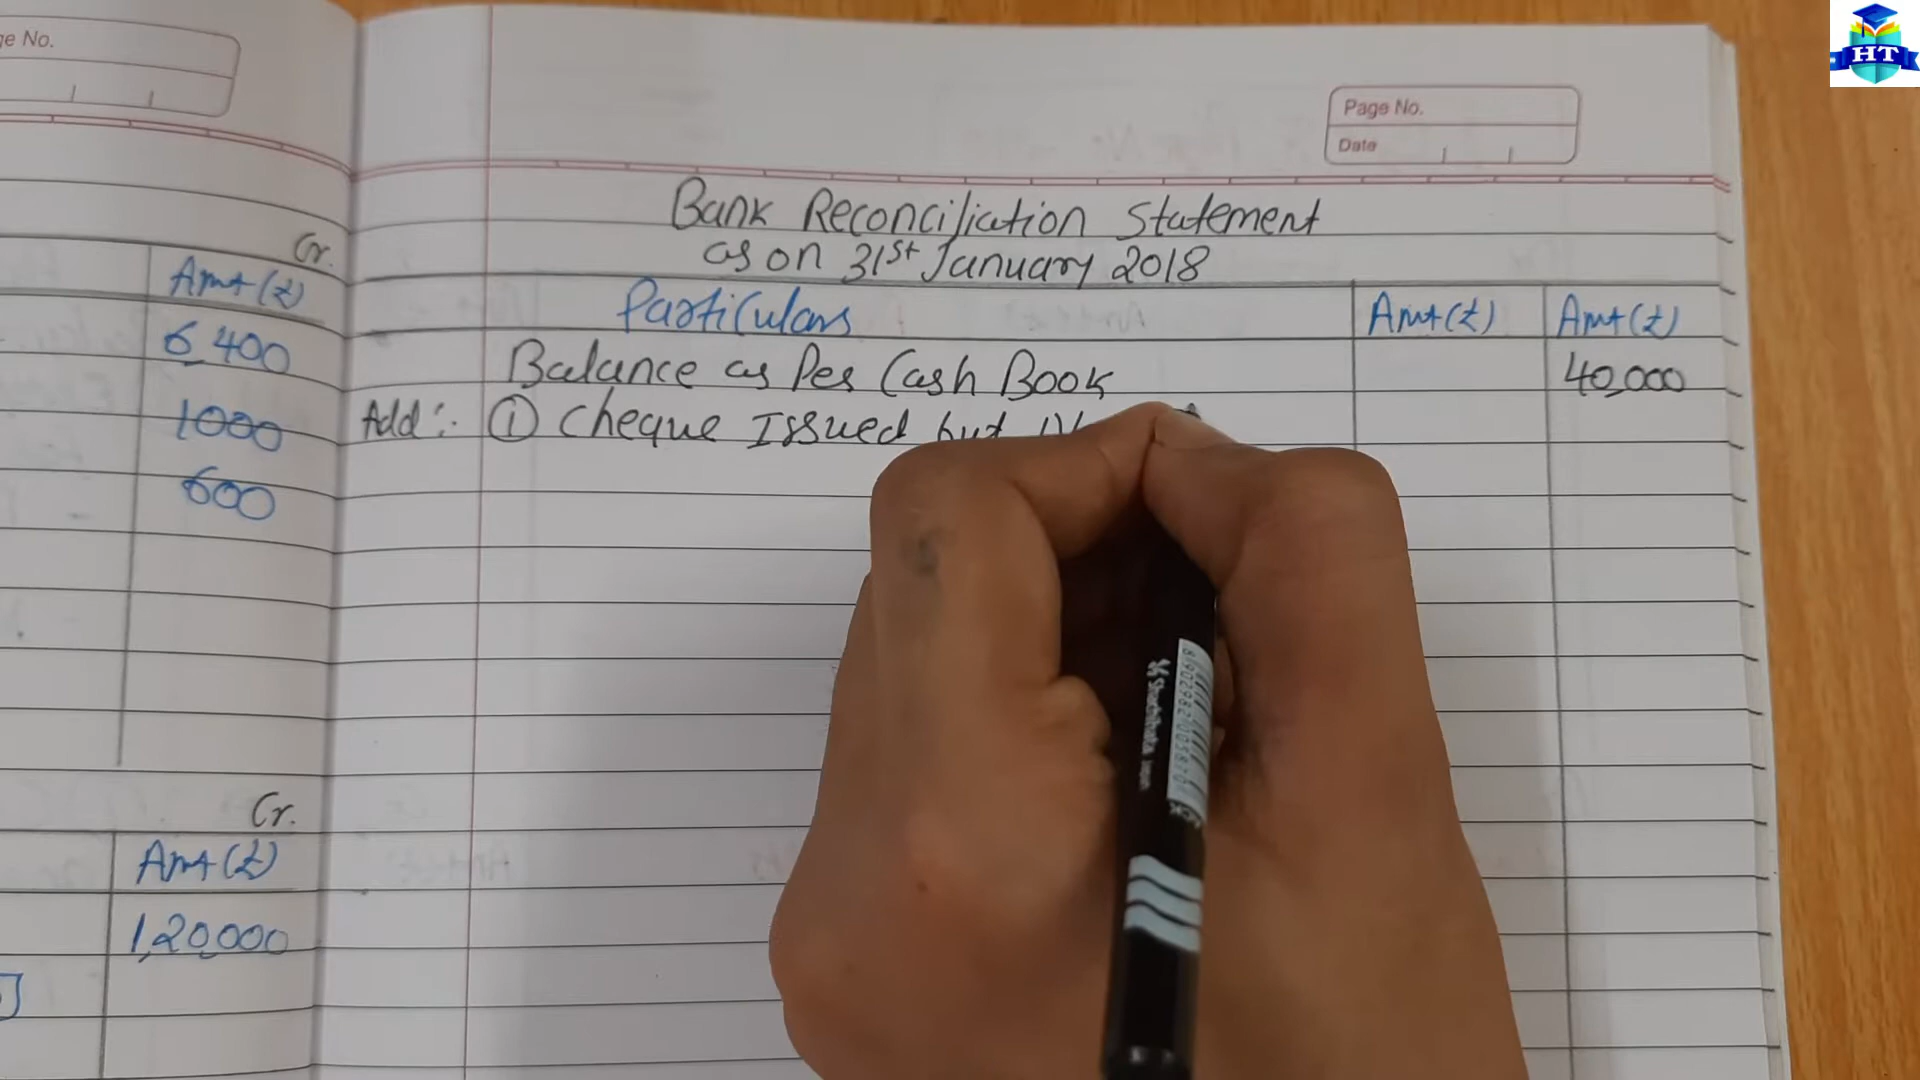 ge No.
Cr.
Amt(₹)
6,400
1000
600
Cr.
Amt(₹)
1,20,000
Page No.
Date
Bank Reconciliation Statement
as on 31st January 2018
Particulars Amt(₹) Amt(₹)
Balance as Per Cash Book 40,000
Add:- ① Cheque Issued but
HT